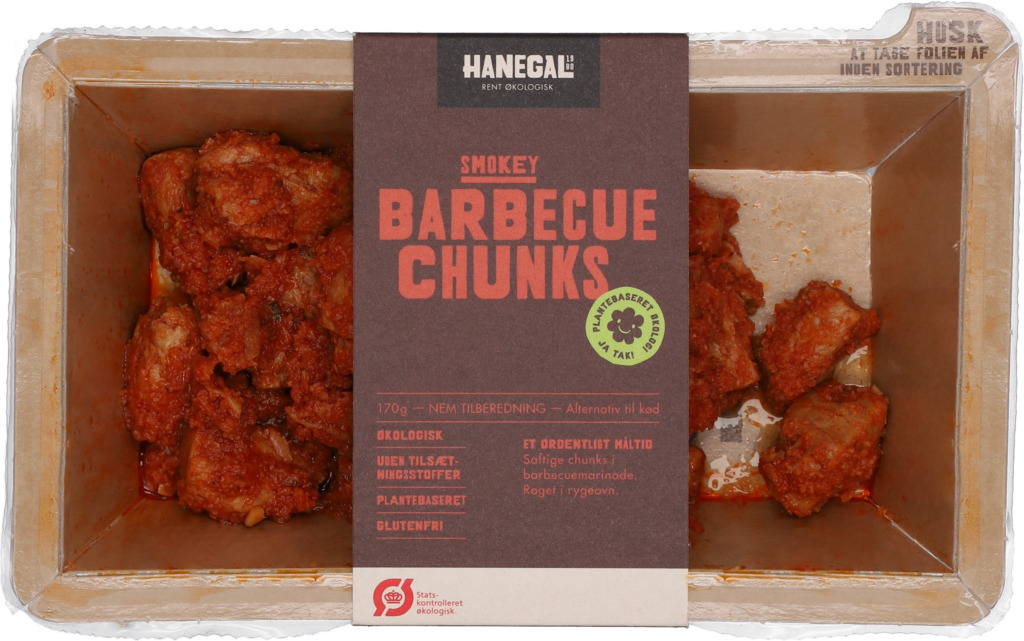 HUSK
AT TAGE FOLIEN AF
INDEN SORTERING
HANEGAL 19 90
RENT ØKOLOGISK
SMOKEY
BARBECUE
CHUNKS
PLANTEBASERET ØKOLOGI
JA TAK!
170g — NEM TILBEREDNING — Alternativ til kød
ØKOLOGISK
UDEN TILSÆT-
NINGSSTOFFER
PLANTEBASERET
GLUTENFRI
ET ORDENTLIGT MÅLTID
Saftige chunks i
barbecuemarinade.
Røget i rygeovn.
Ø
Stats-
kontrolleret
økologisk